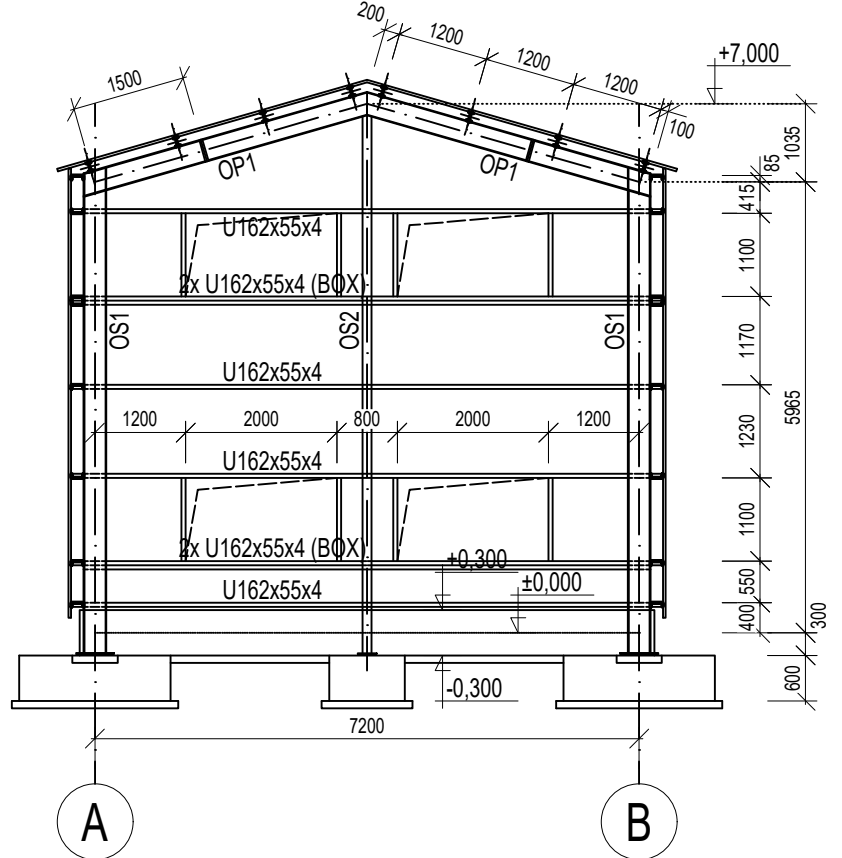 200
1200
1200
1200
+7,000
1500
100
1035
85
OP1
OP1
415
U162x55x4
1100
2x U162x55x4 (BOX)
OS1
OS2
OS1
1170
U162x55x4
5965
1200
2000
800
2000
1200
1230
U162x55x4
1100
2x U162x55x4 (BOX)
+0,300
±0,000
U162x55x4
550
400
300
-0,300
600
7200
A
B